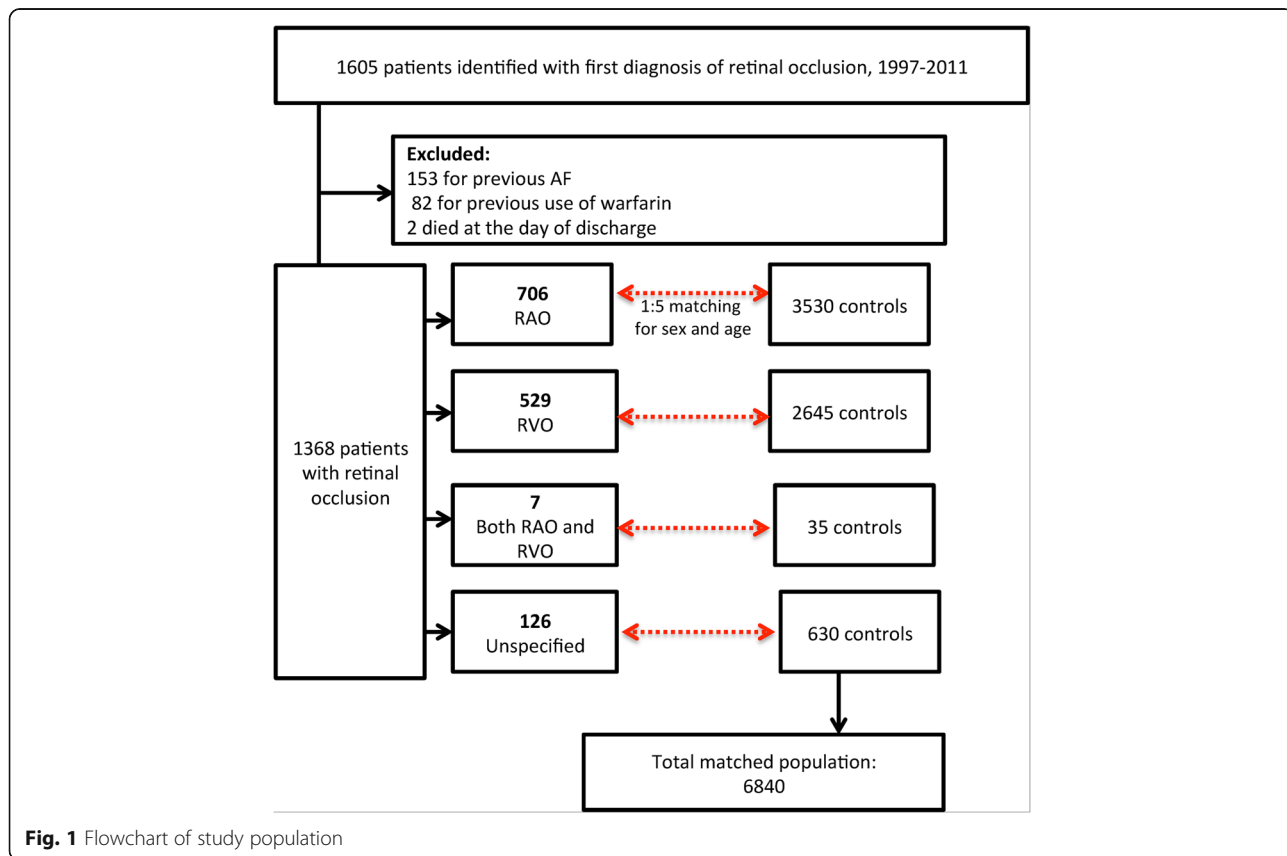 1605 patients identified with first diagnosis of retinal occlusion, 1997-2011
Excluded:
153 for previous AF
82 for previous use of warfarin
2 died at the day of discharge
1368 patients
with retinal
occlusion
706
RAO
1:5 matching
for sex and age
3530 controls
529
RVO
2645 controls
7
Both RAO and
RVO
35 controls
126
Unspecified
630 controls
Total matched population:
6840
Fig. 1 Flowchart of study population